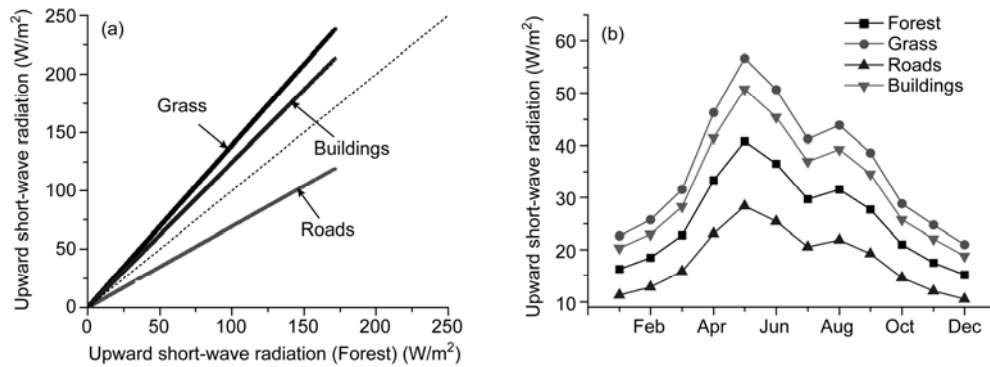 (a)
Upward short-wave radiation (W/m²)
250
200
150
100
50
0
Grass
Buildings
Roads
0 50 100 150 200 250
Upward short-wave radiation (Forest) (W/m²)
(b)
Upward short-wave radiation (W/m²)
60
50
40
30
20
10
Forest
Grass
Roads
Buildings
Feb Apr Jun Aug Oct Dec